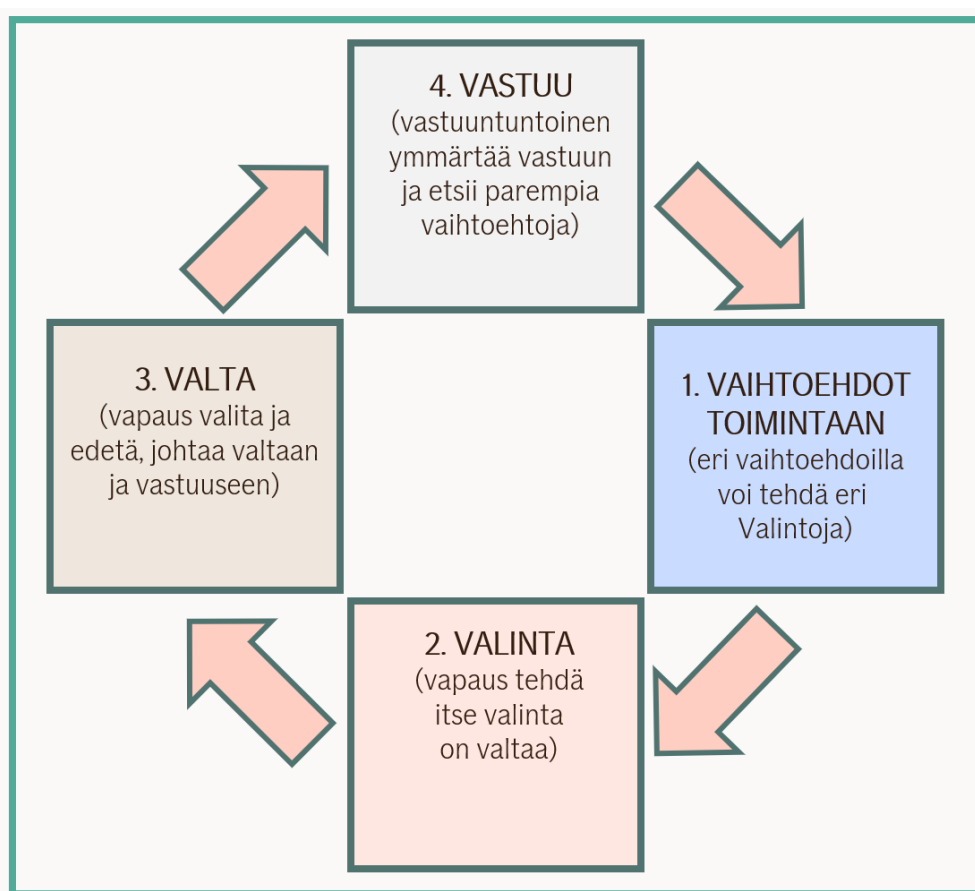 4. VASTUU
(vastuuntuntoinen
ymmärtää vastuun
ja etsii parempia
vaihtoehtoja)
3. VALTA
(vapaus valita ja
edetä, johtaa valtaan
ja vastuuseen)
1. VAIHTOEHDOT
TOIMINTAAN
(eri vaihtoehdoilla
voi tehdä eri
Valintoja)
2. VALINTA
(vapaus tehdä
itse valinta
on valtaa)